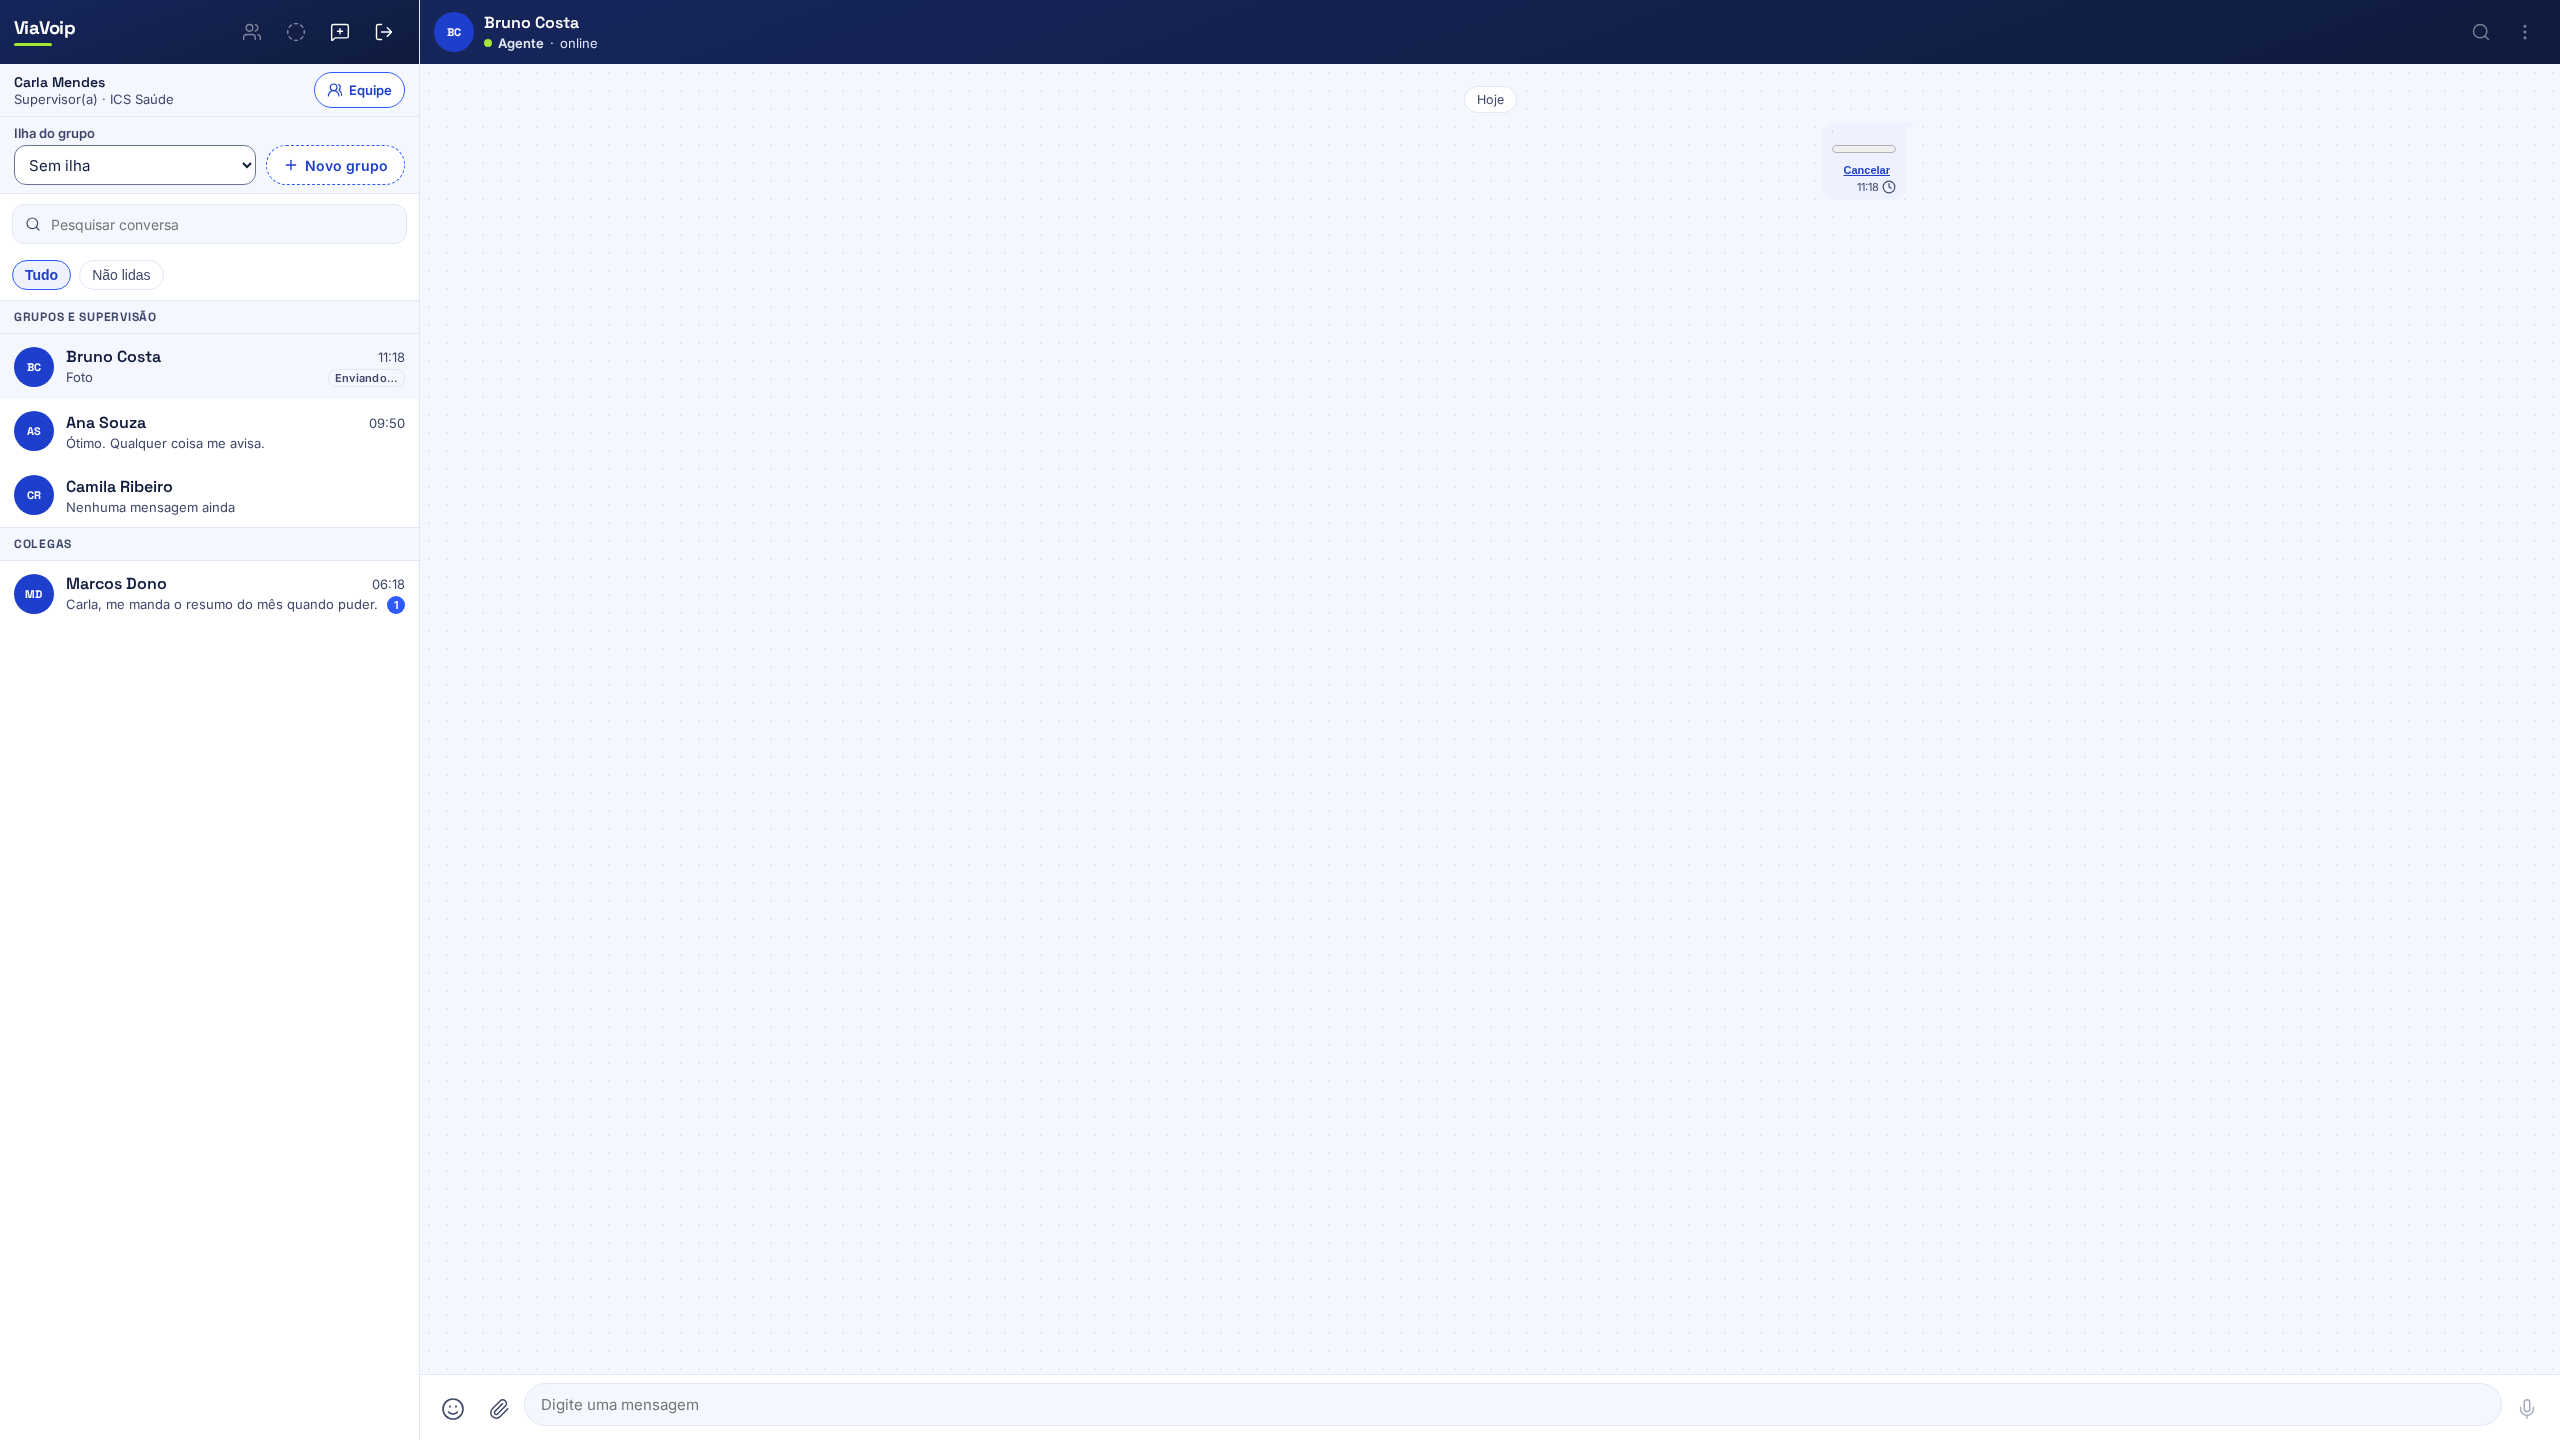 ViaVoip
Carla Mendes
Supervisor(a) · ICS Saúde
Equipe
Ilha do grupo
Sem ilha
Novo grupo
Pesquisar conversa
Tudo
Não lidas
GRUPOS E SUPERVISÃO
BC
Bruno Costa
11:18
Foto
Enviando…
AS
Ana Souza
09:50
Ótimo. Qualquer coisa me avisa.
CR
Camila Ribeiro
Nenhuma mensagem ainda
COLEGAS
MD
Marcos Dono
06:18
Carla, me manda o resumo do mês quando puder.
1
BC
Bruno Costa
Agente · online
Hoje
Cancelar
11:18
Digite uma mensagem